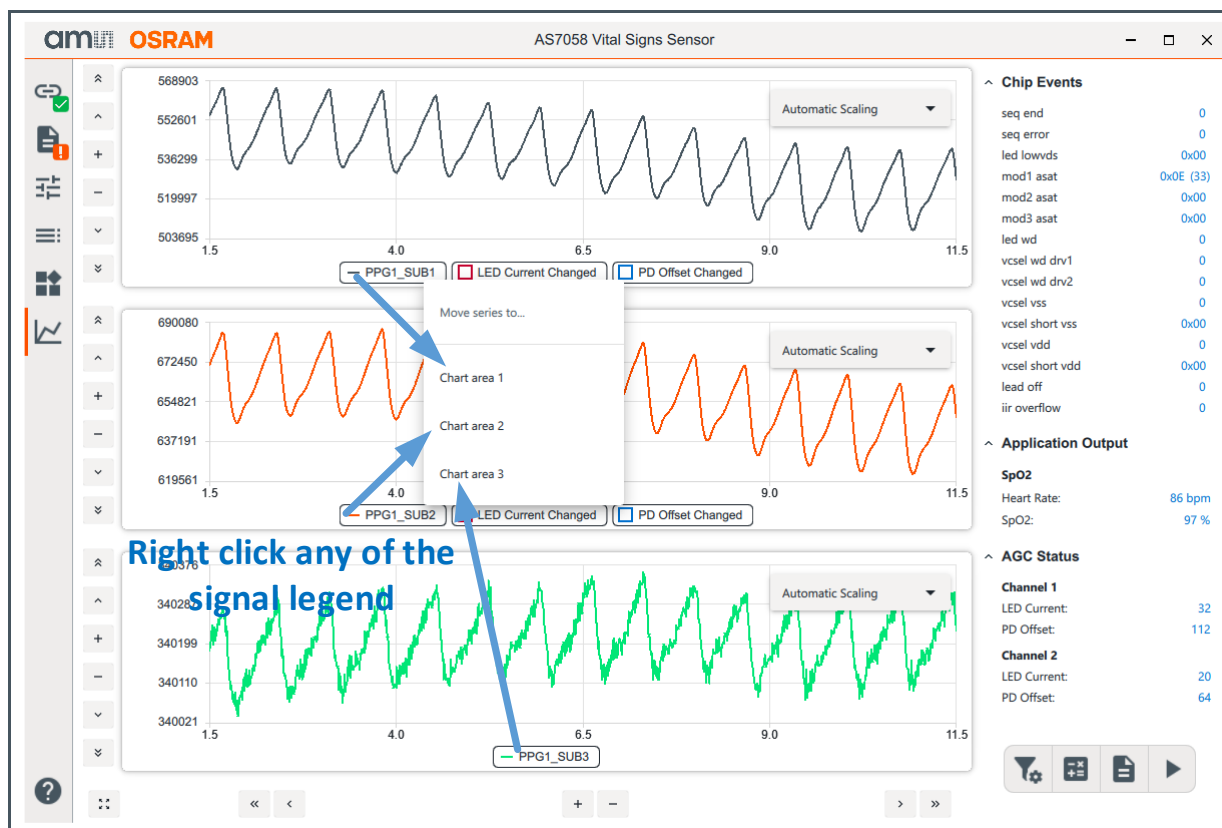 amu OSRAM
AS7058 Vital Signs Sensor
568903
552601
536299
519997
503695
1.5 4.0 6.5 9.0 11.5
Automatic Scaling
PPG1_SUB1 LED Current Changed PD Offset Changed
Move series to...
Chart area 1
Chart area 2
Chart area 3
690080
672450
654821
637191
619561
1.5 4.0 9.0 11.5
Automatic Scaling
PPG1_SUB2 LED Current Changed PD Offset Changed
Right click any of the
signal legend
340376
340287
340199
340110
340021
1.5 4.0 6.5 9.0 11.5
Automatic Scaling
PPG1_SUB3
Chip Events
seq end 0
seq error 0
led lowvds 0x00
mod1 asat 0x0E (33)
mod2 asat 0x00
mod3 asat 0x00
led wd 0
vcsel wd drv1 0
vcsel wd drv2 0
vcsel vss 0
vcsel short vss 0x00
vcsel vdd 0
vcsel short vdd 0x00
lead off 0
iir overflow 0
Application Output
SpO2
Heart Rate: 86 bpm
SpO2: 97 %
AGC Status
Channel 1
LED Current: 32
PD Offset: 112
Channel 2
LED Current: 20
PD Offset: 64